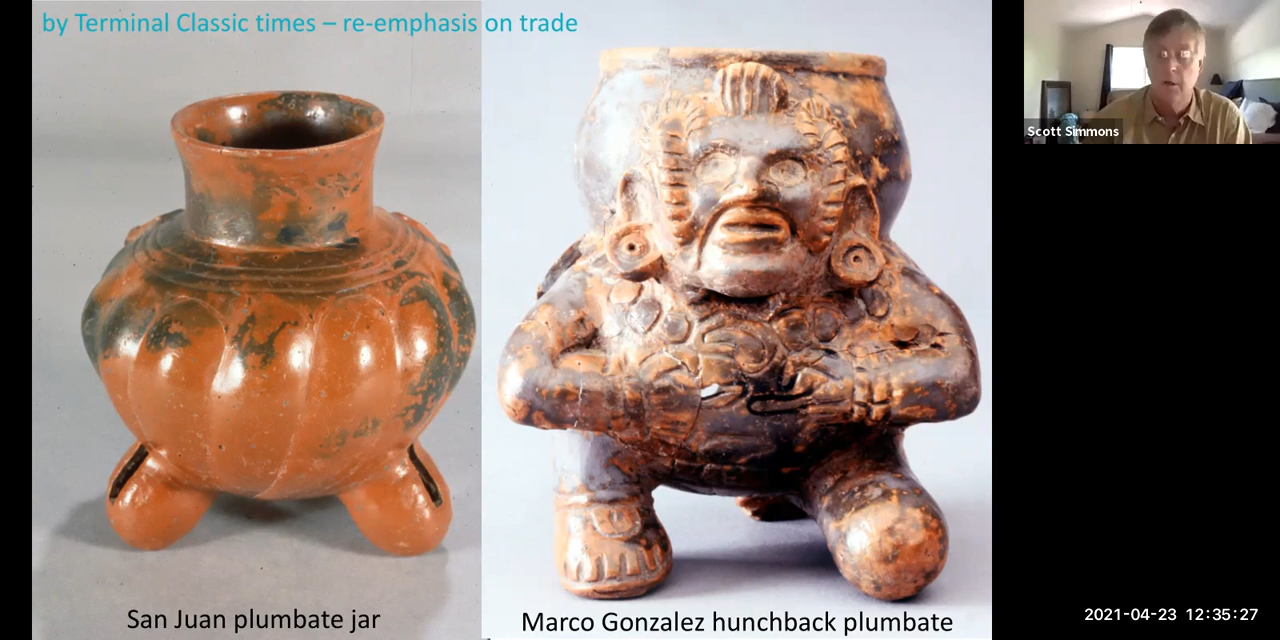 by Terminal Classic times – re-emphasis on trade
Scott Simmons
San Juan plumbate jar
Marco Gonzalez hunchback plumbate
2021-04-23 12:35:27